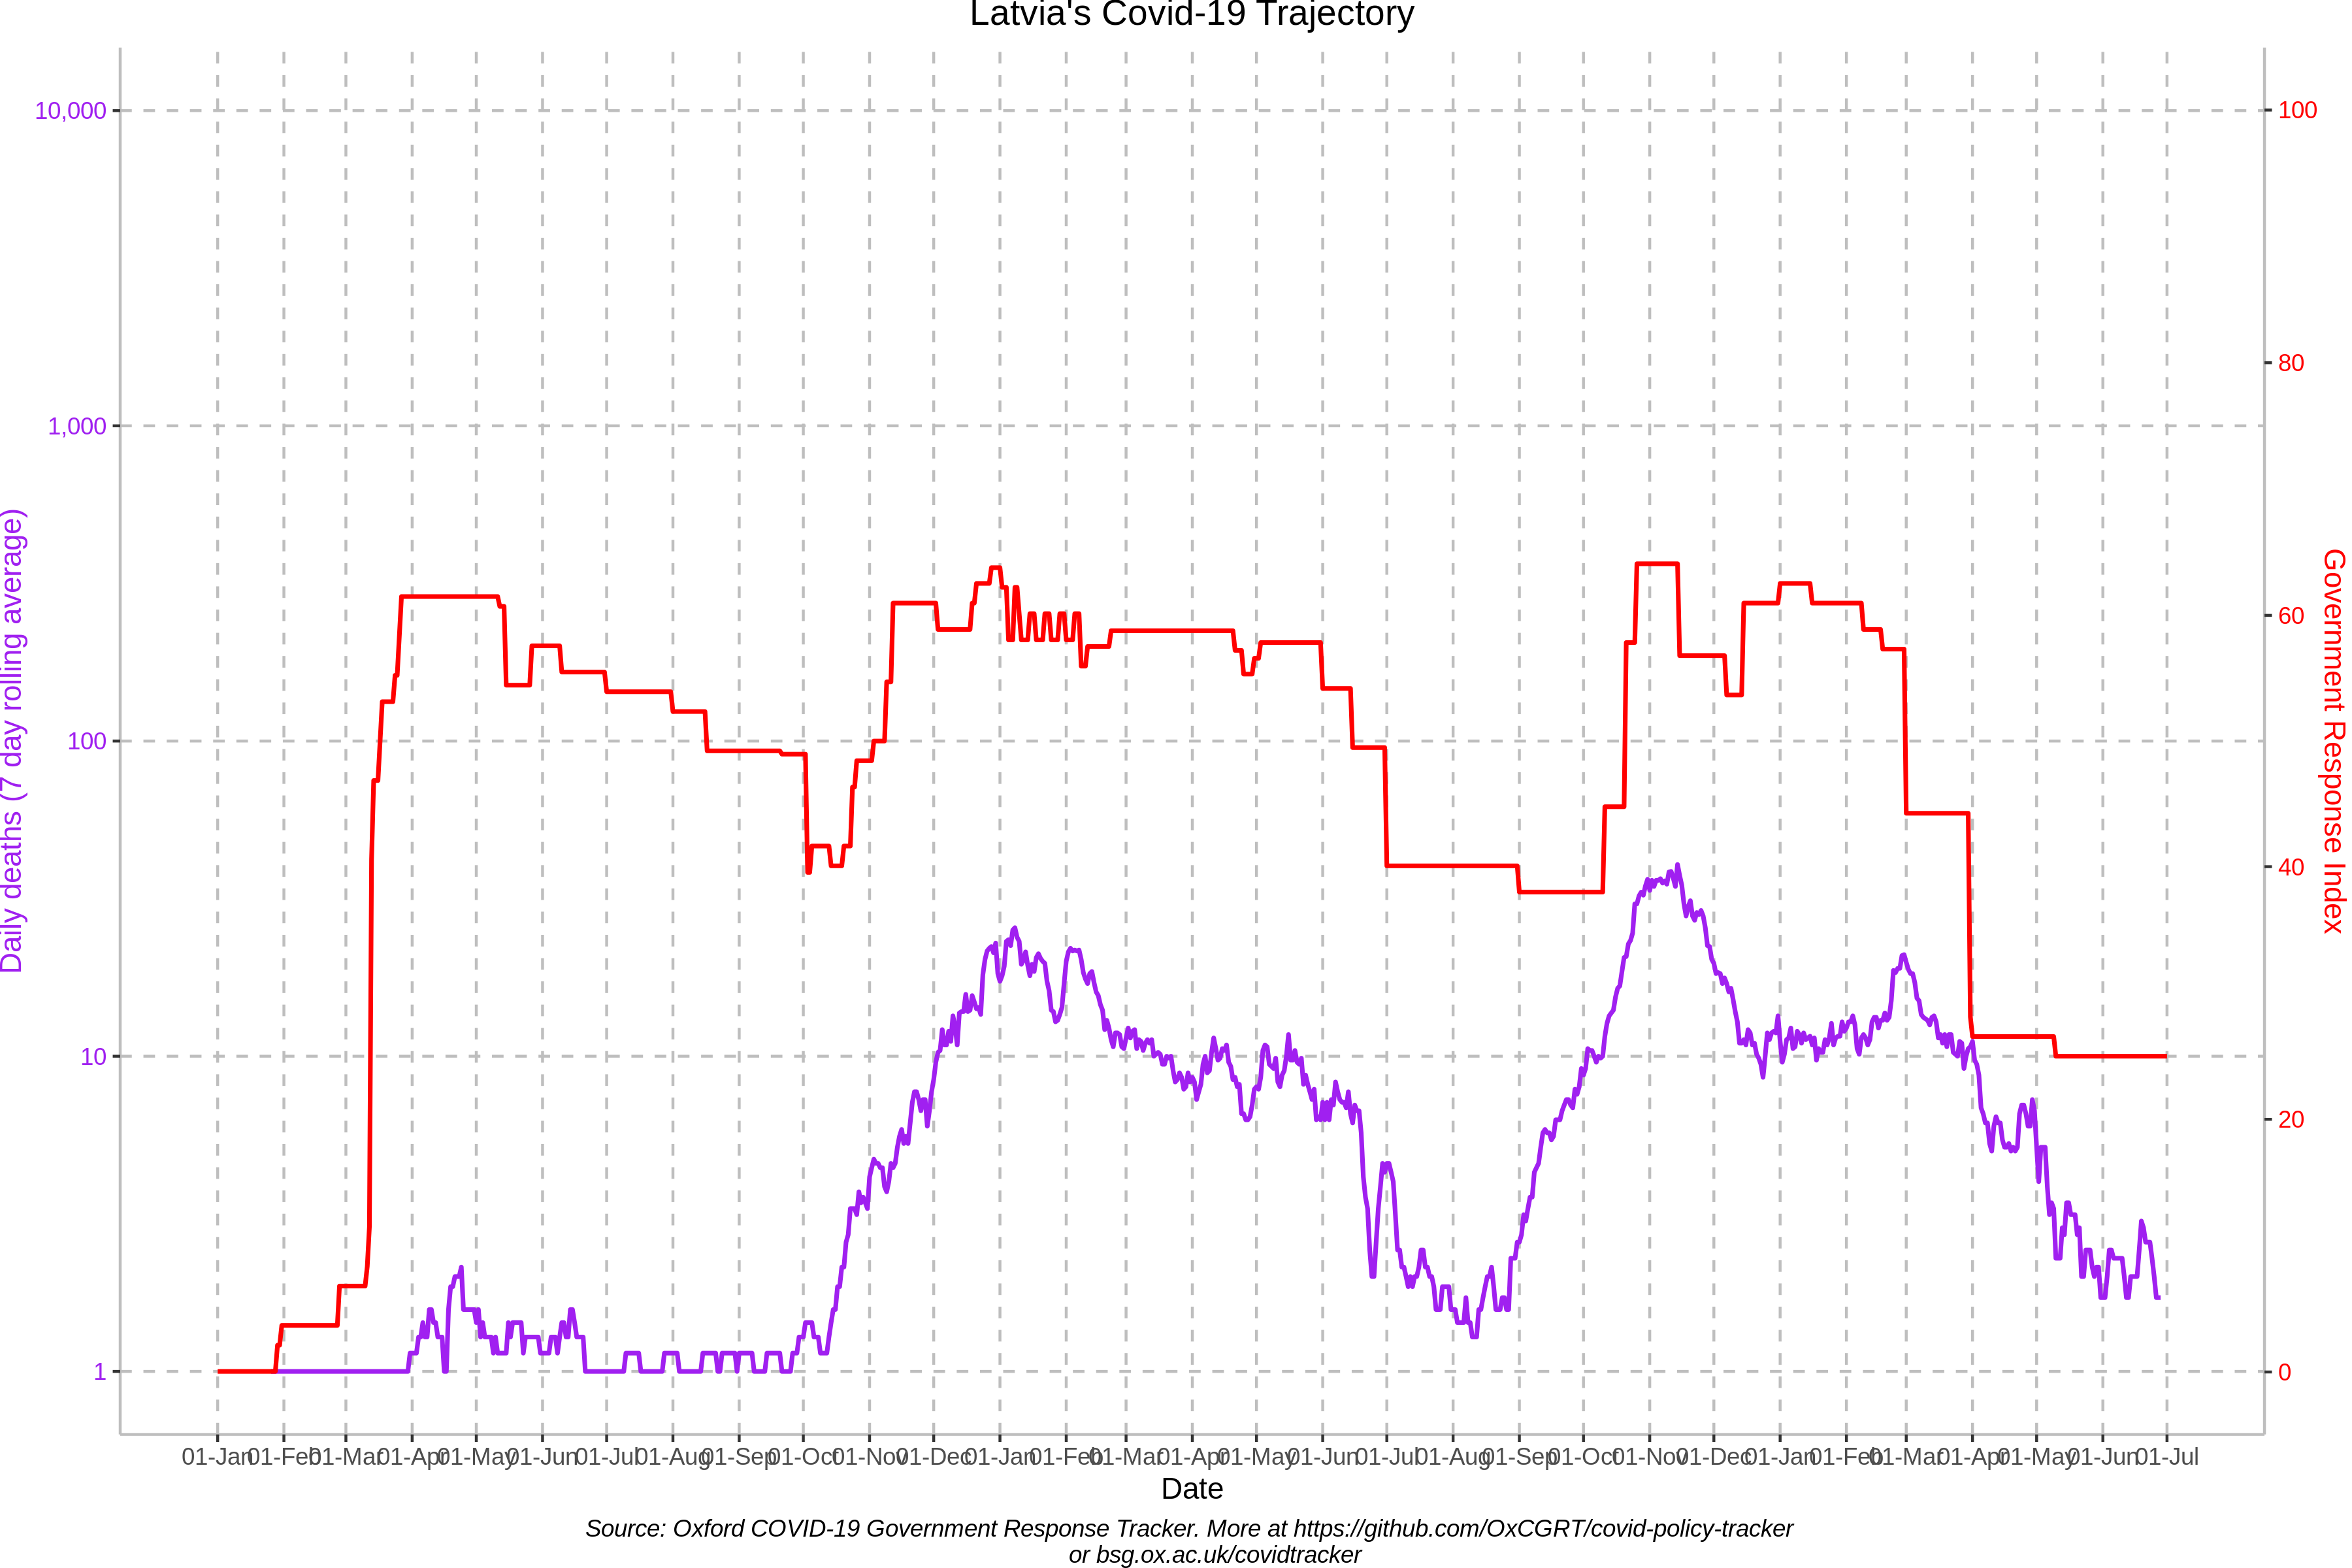 Latvia's Covid-19 Trajectory
10,000
1,000
100
10
1
Daily deaths (7 day rolling average)
100
80
60
40
20
0
Government Response Index
01-Jan 01-Feb 01-Mar 01-Apr 01-May 01-Jun 01-Jul 01-Aug 01-Sep 01-Oct 01-Nov 01-Dec 01-Jan 01-Feb 01-Mar 01-Apr 01-May 01-Jun 01-Jul 01-Aug 01-Sep 01-Oct 01-Nov 01-Dec 01-Jan 01-Feb 01-Mar 01-Apr 01-May 01-Jun 01-Jul
Date
Source: Oxford COVID-19 Government Response Tracker. More at https://github.com/OxCGRT/covid-policy-tracker
or bsg.ox.ac.uk/covidtracker